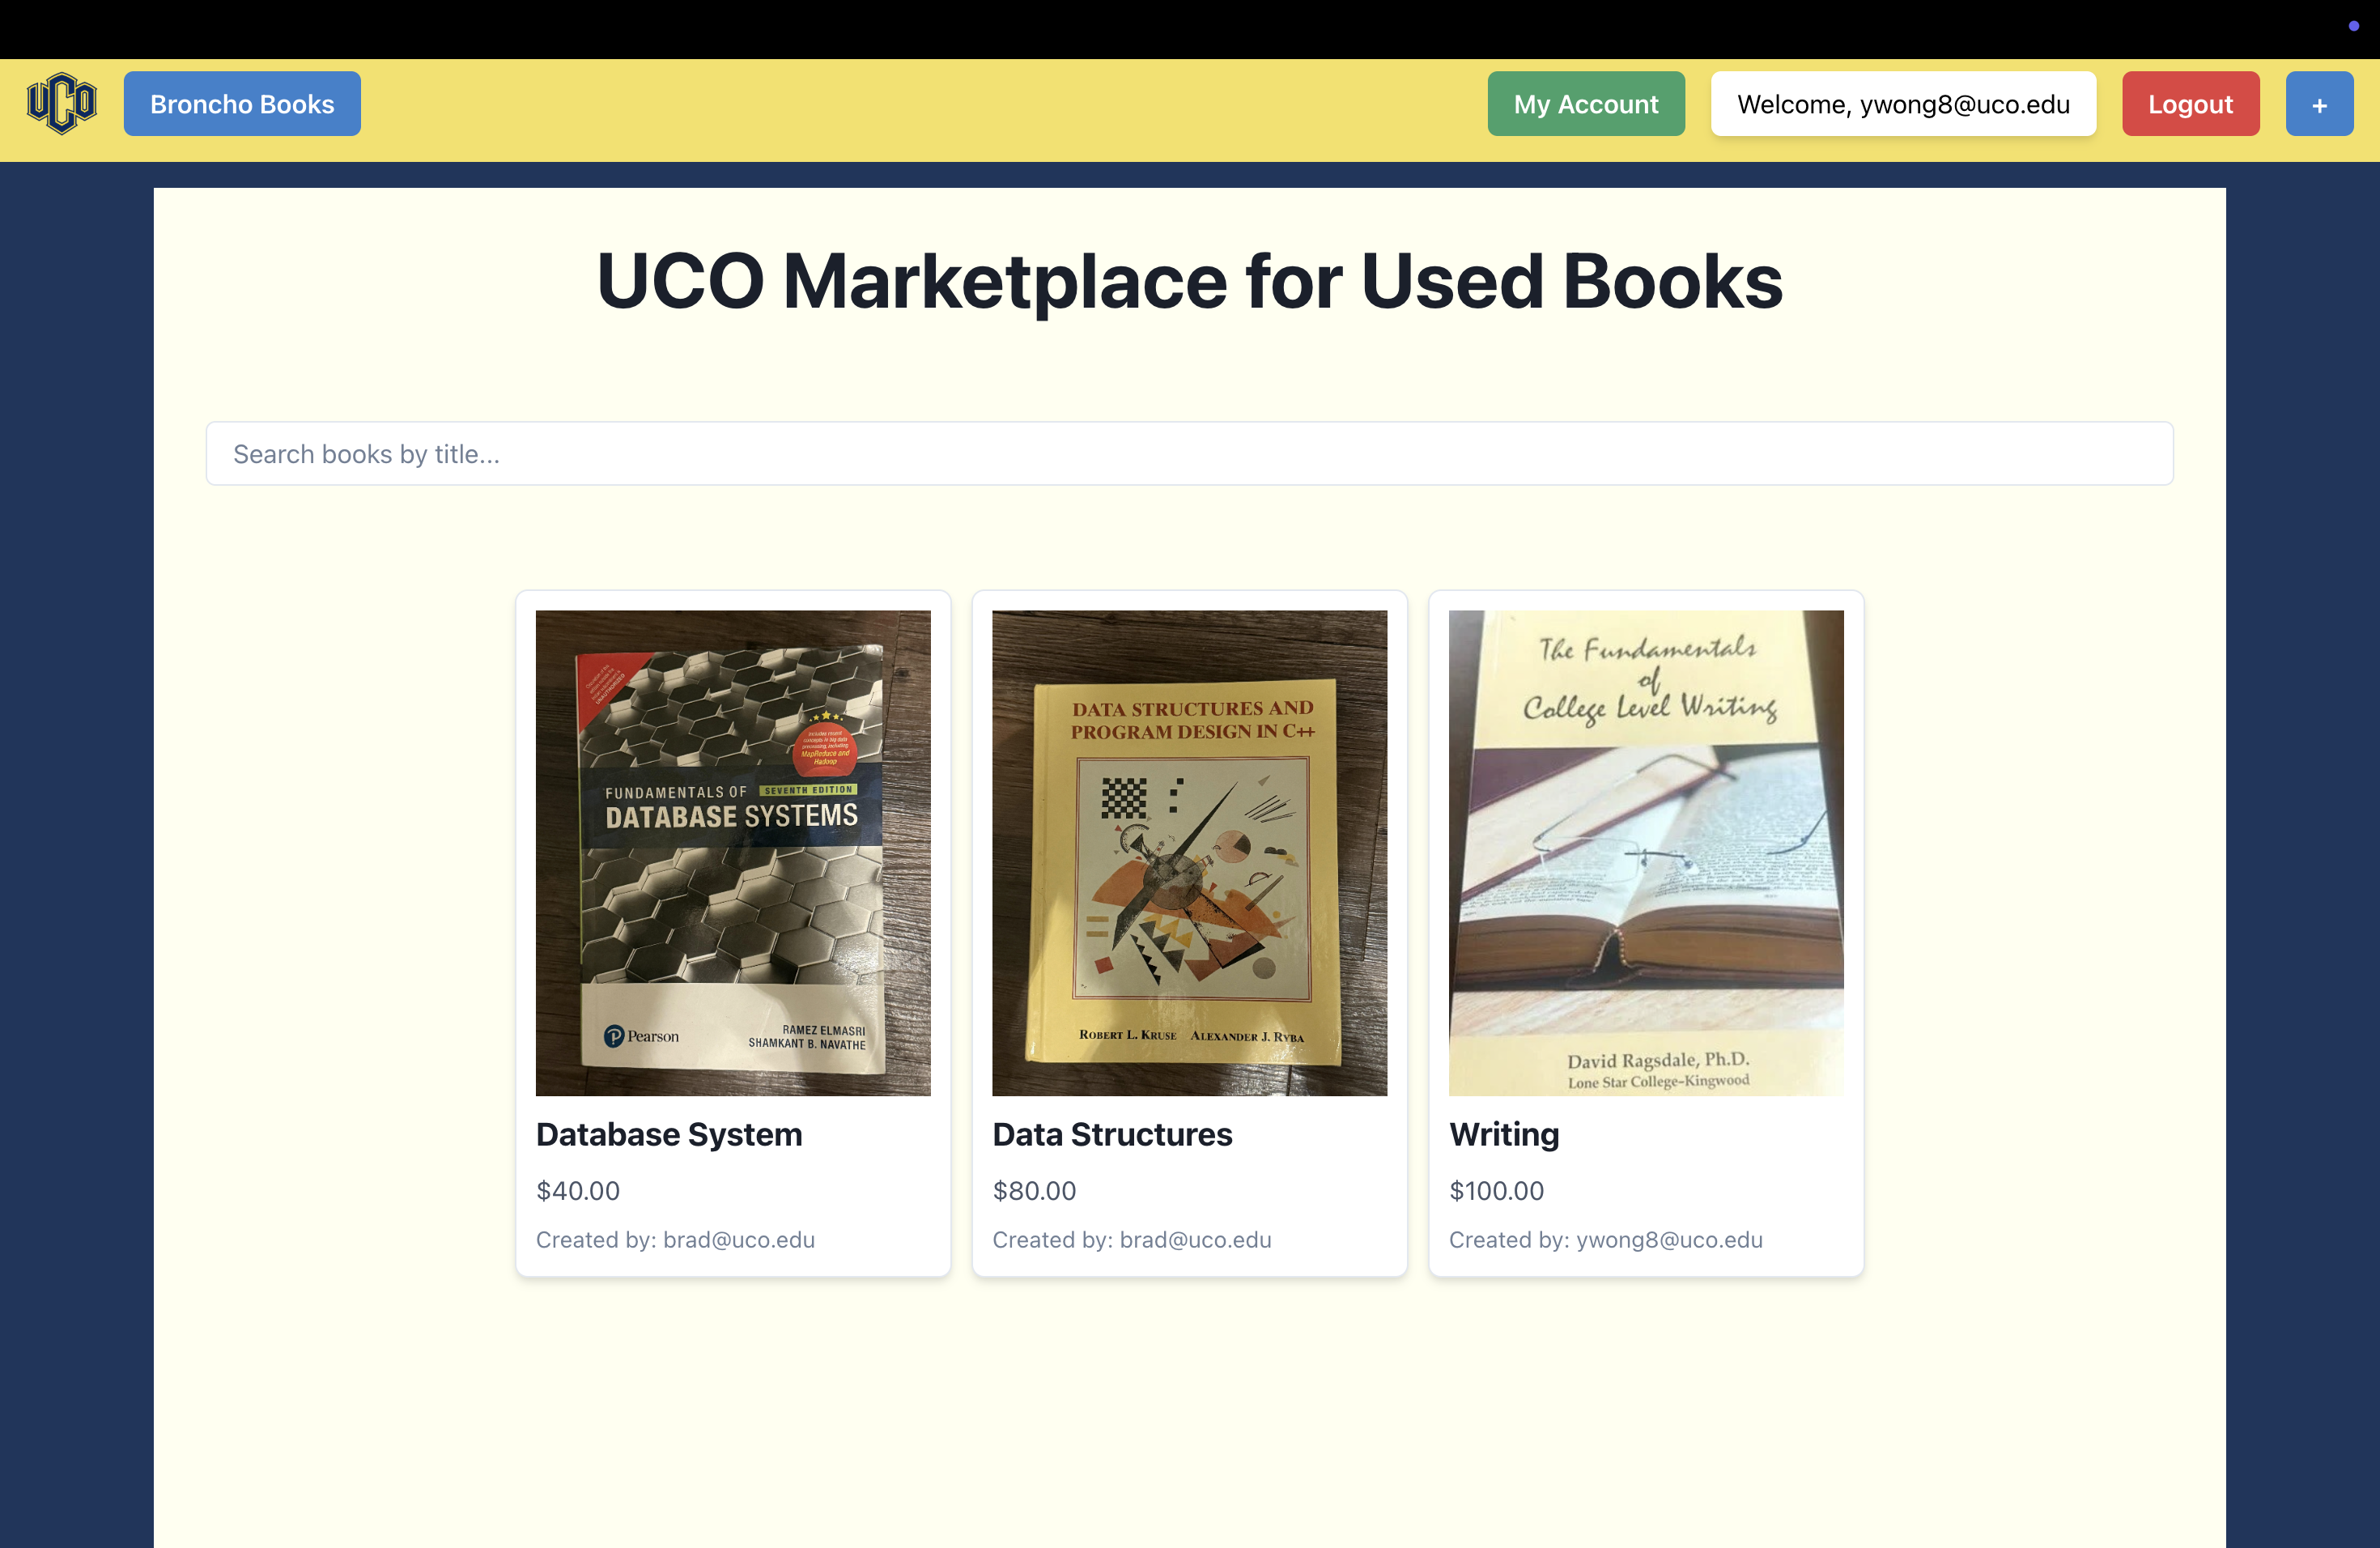 UCO
Broncho Books
My Account
Welcome, ywong8@uco.edu
Logout
+
UCO Marketplace for Used Books
Search books by title...
MapReduce and
Hadoop
FUNDAMENTALS OF SEVENTH EDITION
DATABASE SYSTEMS
Pearson
RAMEZ ELMASRI
SHAMKANT B. NAVATHE
Database System
$40.00
Created by: brad@uco.edu
DATA STRUCTURES AND
PROGRAM DESIGN IN C++
ROBERT L. KRUSE ALEXANDER J. RYBA
Data Structures
$80.00
Created by: brad@uco.edu
The Fundamentals
of
College Level Writing
David Ragsdale, Ph.D.
Lone Star College-Kingwood
Writing
$100.00
Created by: ywong8@uco.edu